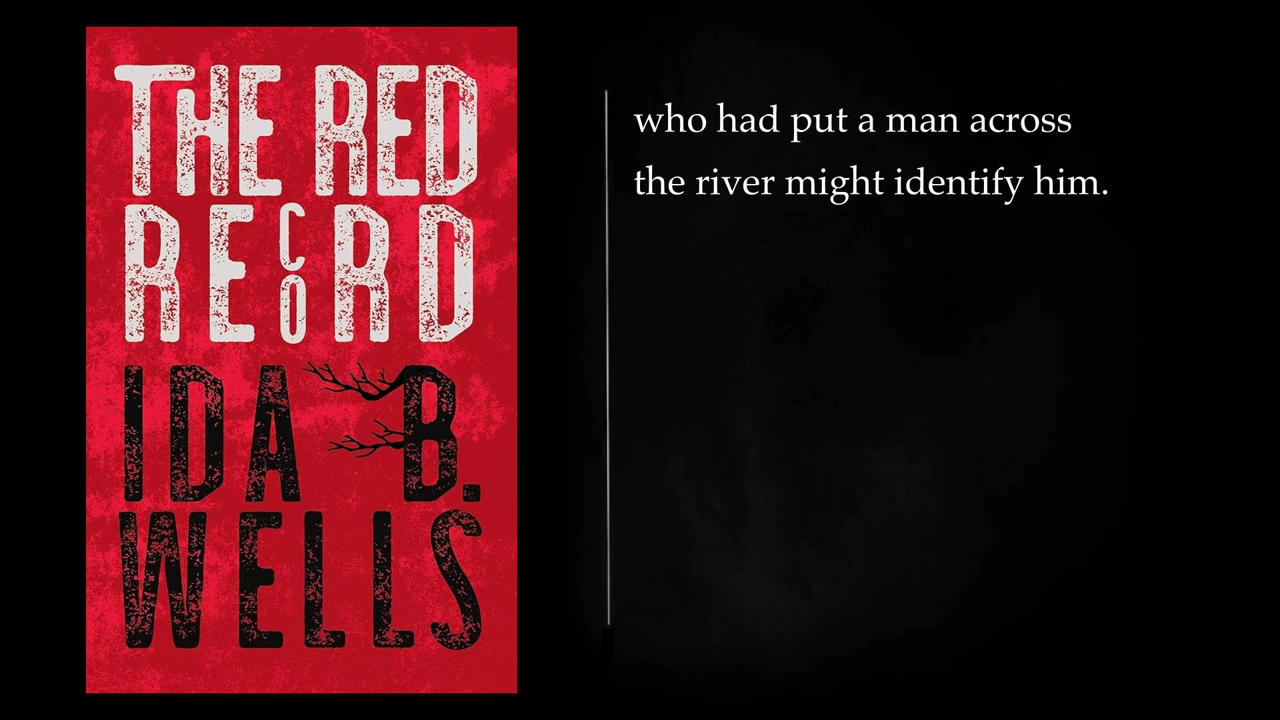 THE RED
RECORD
IDA B.
WELLS
who had put a man across
the river might identify him.